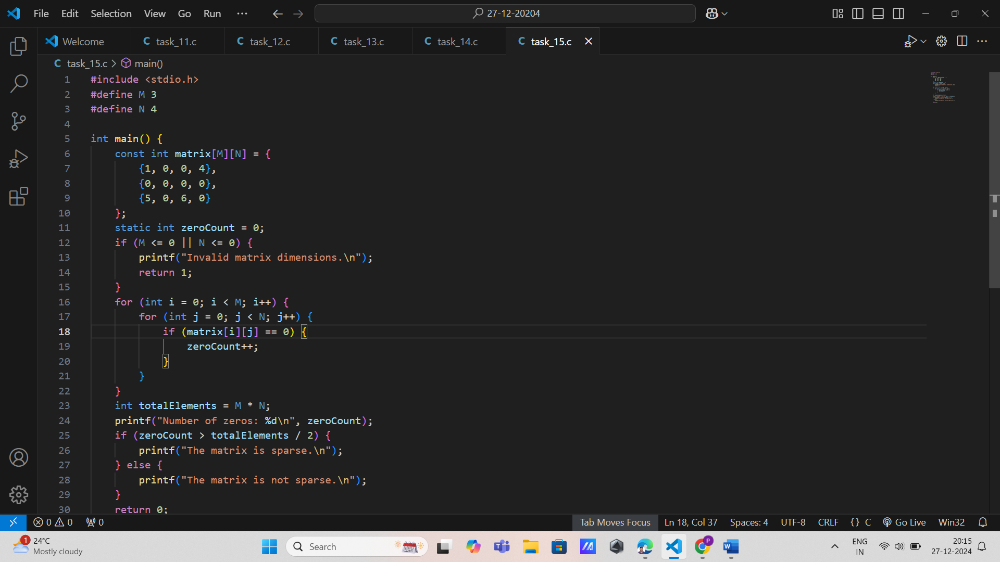 File Edit Selection View Go Run ··· 27-12-20204
Welcome C task_11.c C task_12.c C task_13.c C task_14.c C task_15.c
C task_15.c > main()
1 #include <stdio.h>
2 #define M 3
3 #define N 4
4
5 int main() {
6 const int matrix[M][N] = {
7 {1, 0, 0, 4},
8 {0, 0, 0, 0},
9 {5, 0, 6, 0}
10 };
11 static int zeroCount = 0;
12 if (M <= 0 || N <= 0) {
13 printf("Invalid matrix dimensions.\n");
14 return 1;
15 }
16 for (int i = 0; i < M; i++) {
17 for (int j = 0; j < N; j++) {
18 if (matrix[i][j] == 0) {
19 zeroCount++;
20 }
21 }
22 }
23 int totalElements = M * N;
24 printf("Number of zeros: %d\n", zeroCount);
25 if (zeroCount > totalElements / 2) {
26 printf("The matrix is sparse.\n");
27 } else {
28 printf("The matrix is not sparse.\n");
29 }
30 return 0;
0 0 0 Tab Moves Focus Ln 18, Col 37 Spaces: 4 UTF-8 CRLF {} C Go Live Win32
1 24°C
Mostly cloudy
Search
P
ENG
IN
20:15
27-12-2024